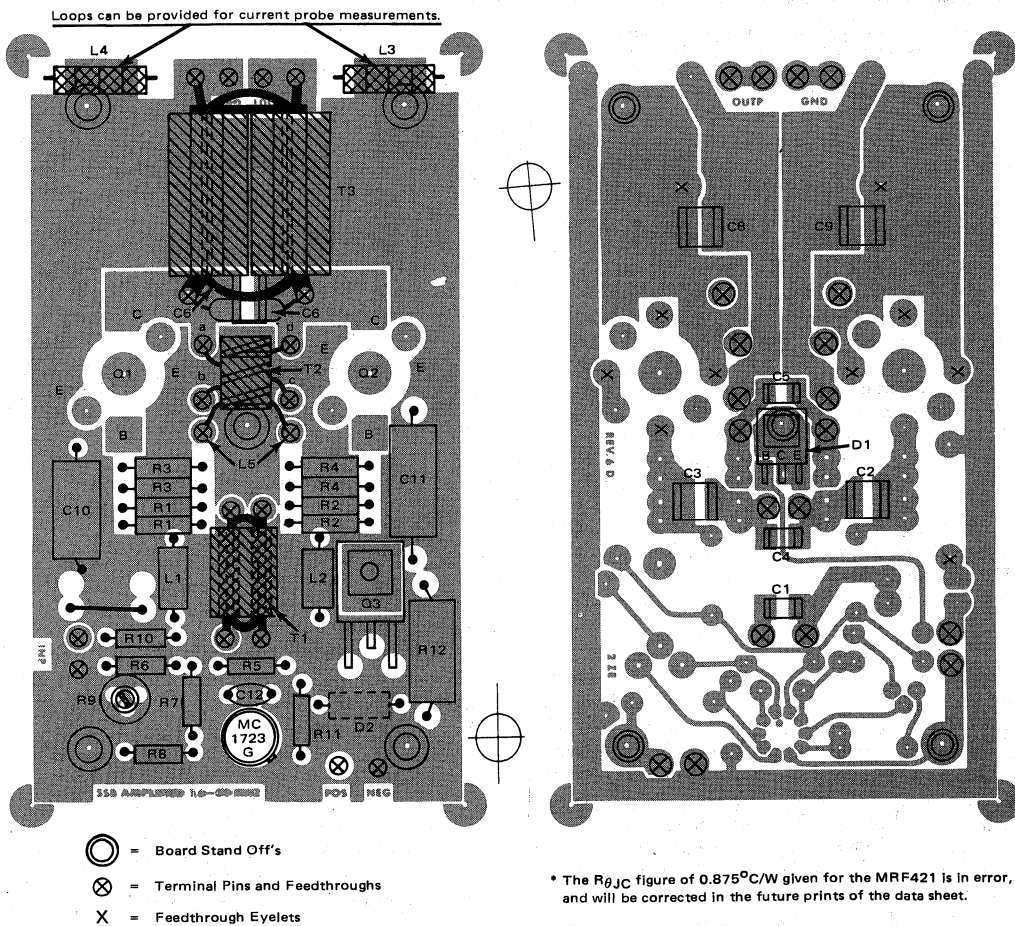 Loops can be provided for current probe measurements.
L4
L3
T3
C6
C6
C
C
a
d
E
E
E
E
Q1
Q2
T2
b
c
B
B
L5
R3
R3
R1
R1
R4
R4
R2
R2
C10
C11
L1
L2
Q3
T1
R12
INP
R10
R6
R5
R9
R7
C12
R11
D2
R8
MC
1723
G
POS
NEG
OUTP
GND
C8
C9
C5
D1
B C E
REV. 6 D
C3
C2
C4
C1
= Board Stand Off's
= Terminal Pins and Feedthroughs
X = Feedthrough Eyelets
* The RθJC figure of 0.875°C/W given for the MRF421 is in error,
and will be corrected in the future prints of the data sheet.